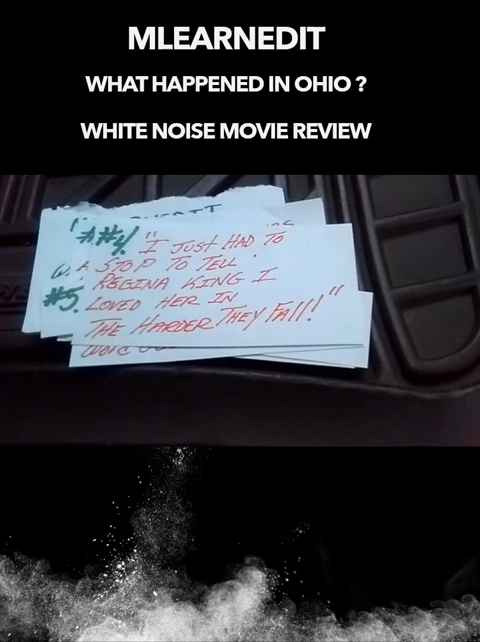 MLEARNEDIT
WHAT HAPPENED IN OHIO ?
WHITE NOISE MOVIE REVIEW
#4. "I JUST HAD TO
STOP TO TELL
REGINA KING I
#5. LOVED HER IN
THE HARDER THEY FAll!"